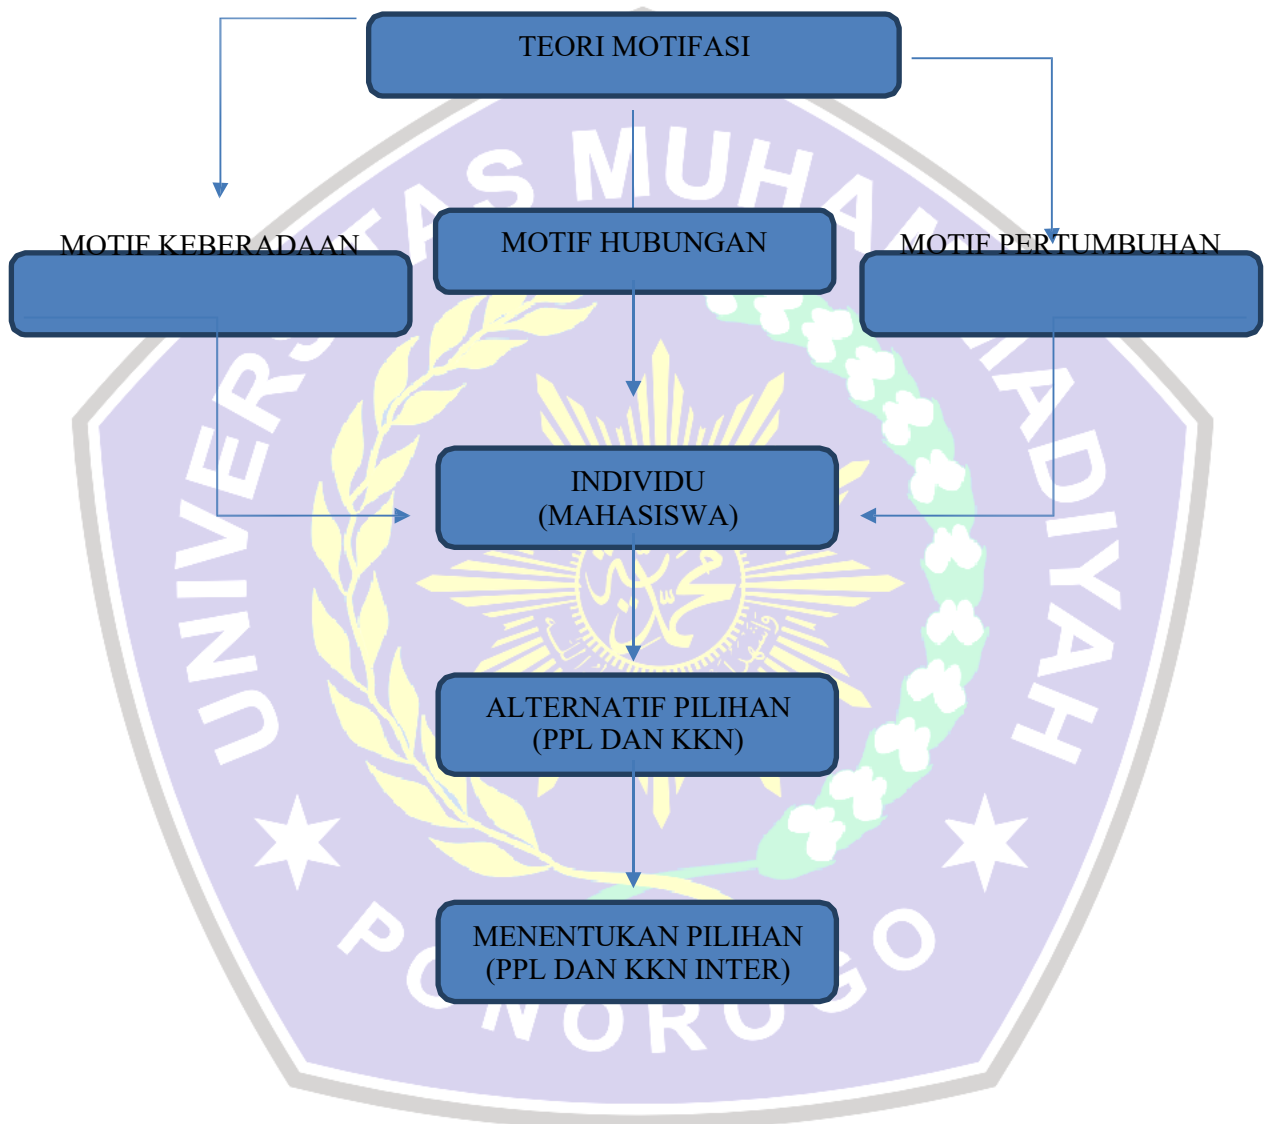 TEORI MOTIFASI
MOTIF KEBERADAAN
MOTIF HUBUNGAN
MOTIF PERTUMBUHAN
INDIVIDU
(MAHASISWA)
ALTERNATIF PILIHAN
(PPL DAN KKN)
MENENTUKAN PILIHAN
(PPL DAN KKN INTER)
UNIVERSITAS MUHAMMADIYAH
PONOROGO
محمد